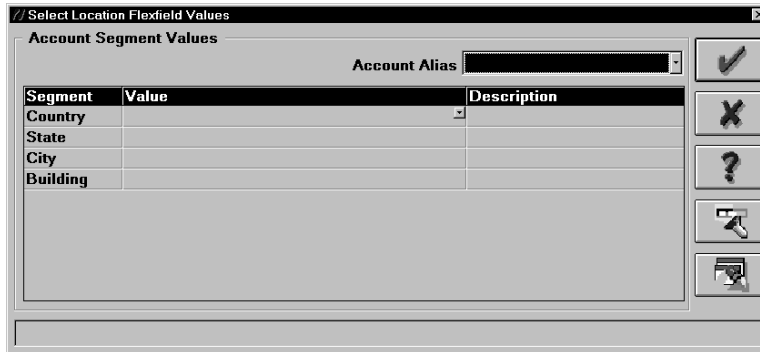 Select Location Flexfield Values
Account Segment Values
Account Alias
Segment Value Description
Country
State
City
Building